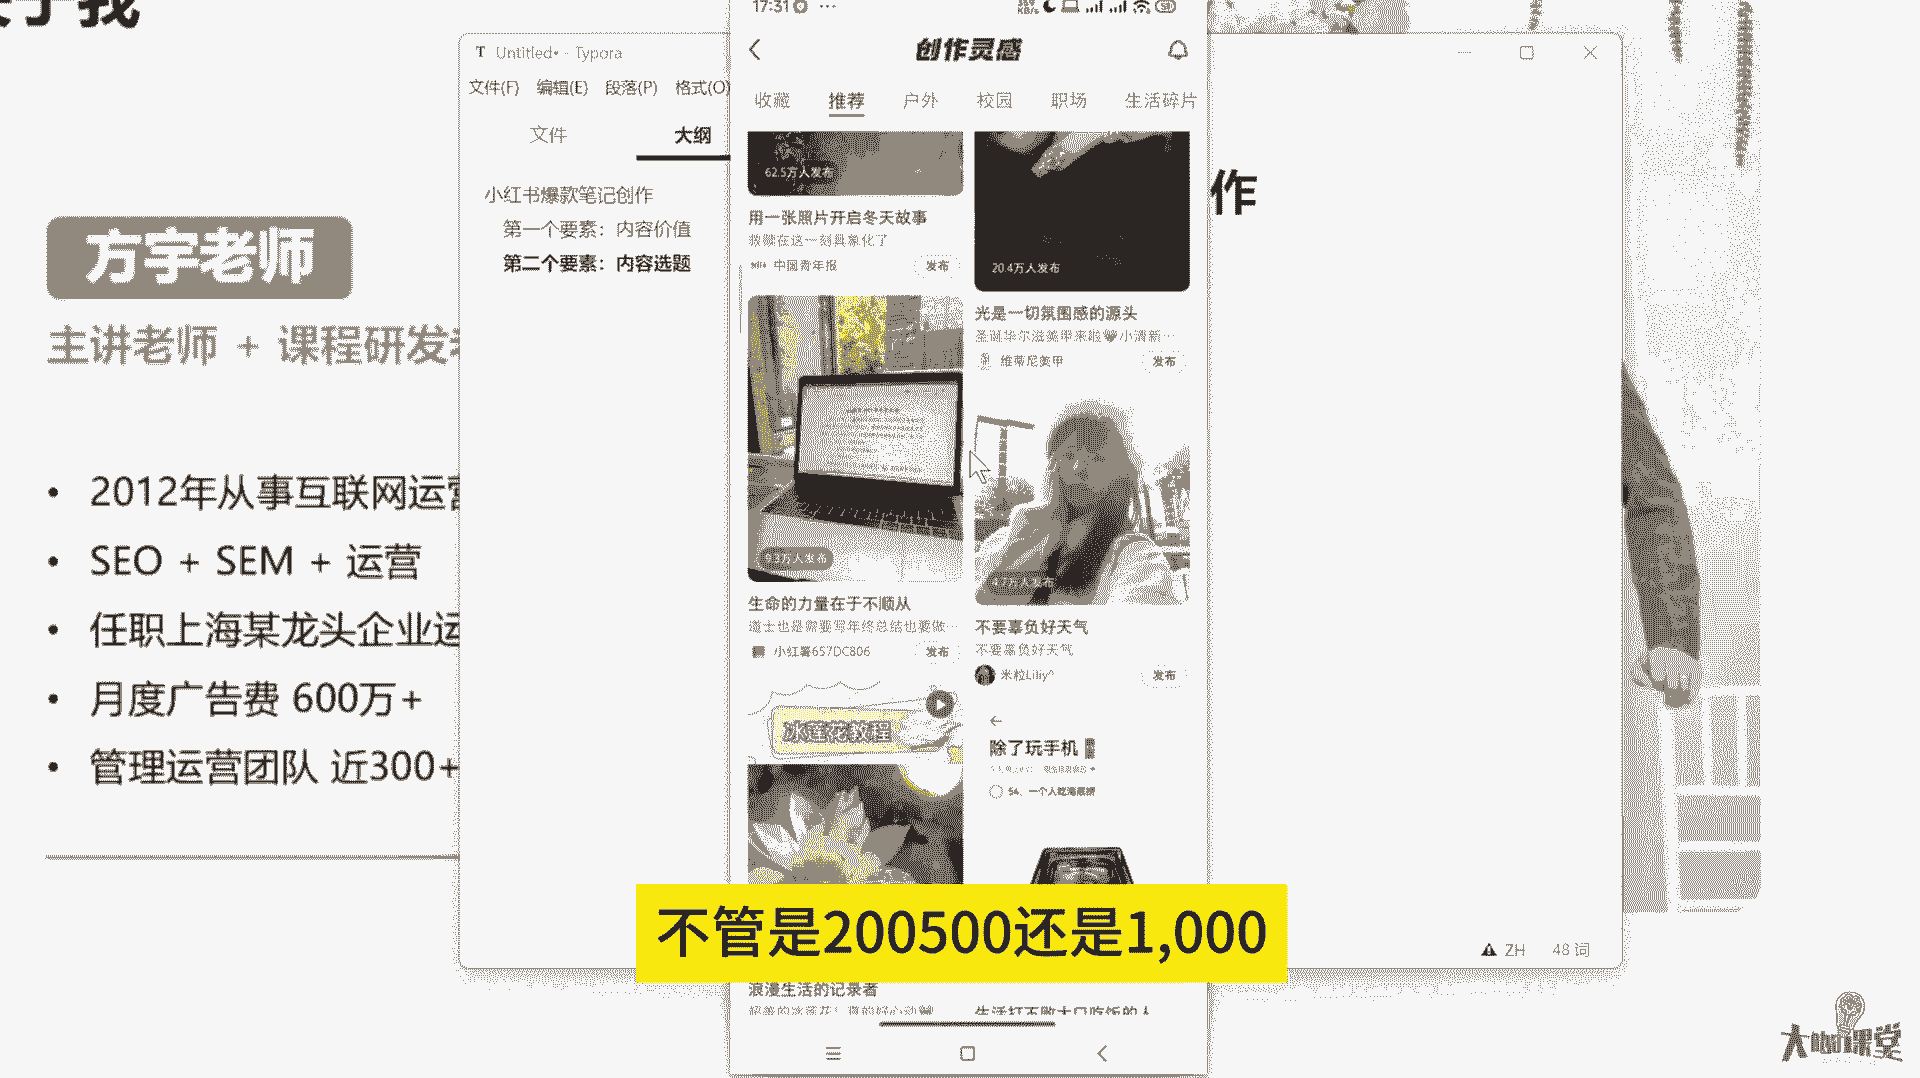 方宇老师
主讲老师 + 课程研发
2012年从事互联网运营
SEO + SEM + 运营
任职上海某龙头企业运
月度广告费 600万+
管理运营团队 近300+
Untitled• - Typora
文件(F) 编辑(E) 段落(P) 格式(O)
文件 大纲
小红书爆款笔记创作
第一个要素：内容价值
第二个要素：内容选题
作
17:31
创作灵感
收藏 推荐 户外 校园 职场 生活碎片
62.5万人发布
用一张照片开启冬天故事
救赎在这一刻具象化了
中国青年报 发布
20.4万人发布
光是一切氛围感的源头
维蒂尼美甲 发布
9.3万人发布
生命的力量在于不顺从
道士也是需要写年终总结也要做…
小红薯657DC806 发布
4.7万人发布
不要辜负好天气
不要辜负好天气
米粒Liliy^ 发布
冰莲花教程
除了玩手机
54、一个人吃海底捞
不管是200500还是1,000
浪漫生活的记录者
生活打不败大口吃饭的人
ZH 48 词
大咖课堂